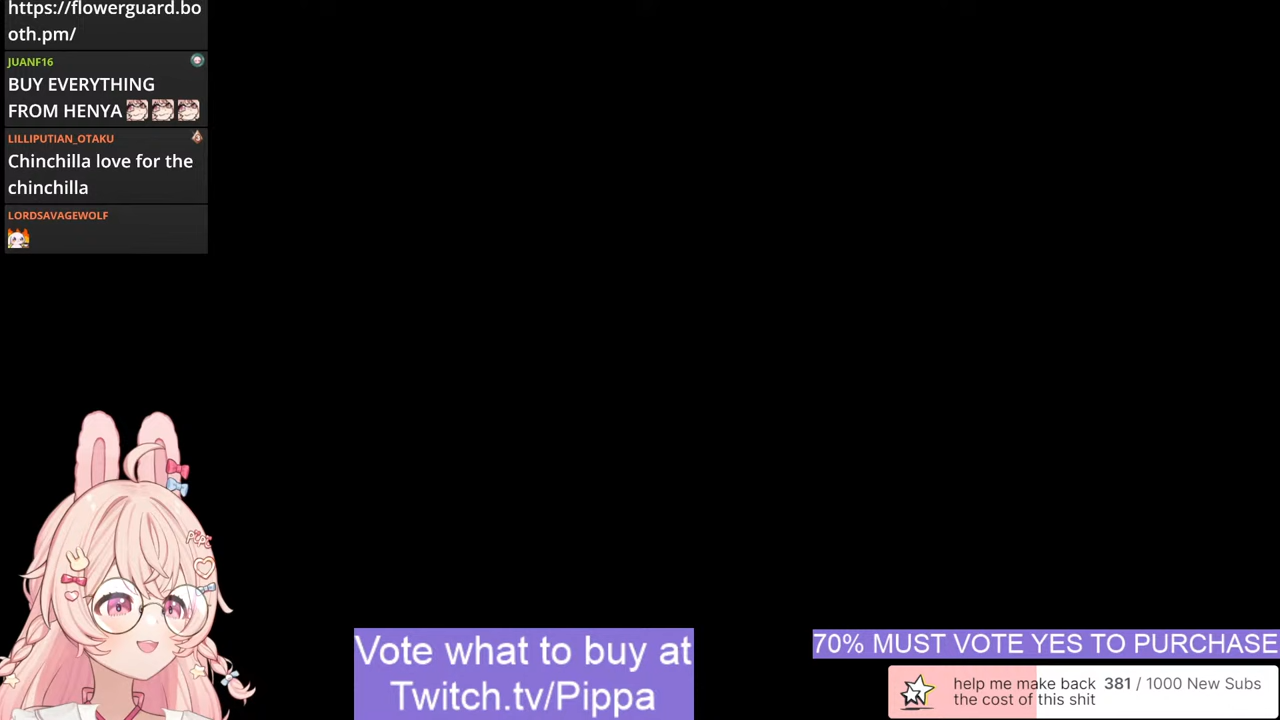 https://flowerguard.bo
oth.pm/
JUANF16
BUY EVERYTHING
FROM HENYA
LILLIPUTIAN_OTAKU
Chinchilla love for the
chinchilla
LORDSAVAGEWOLF
PiPi
Vote what to buy at
Twitch.tv/Pippa
70% MUST VOTE YES TO PURCHASE
help me make back 381 / 1000 New Subs
the cost of this shit